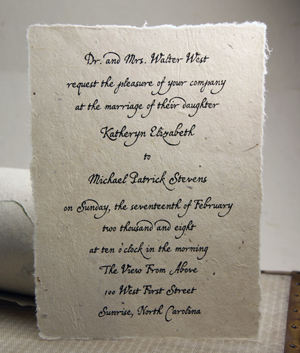 Dr. and Mrs. Walter West
request the pleasure of your company
at the marriage of their daughter
Katheryn Elizabeth
to
Michael Patrick Stevens
on Sunday, the seventeenth of February
two thousand and eight
at ten o'clock in the morning
The View From Above
100 West First Street
Sunrise, North Carolina